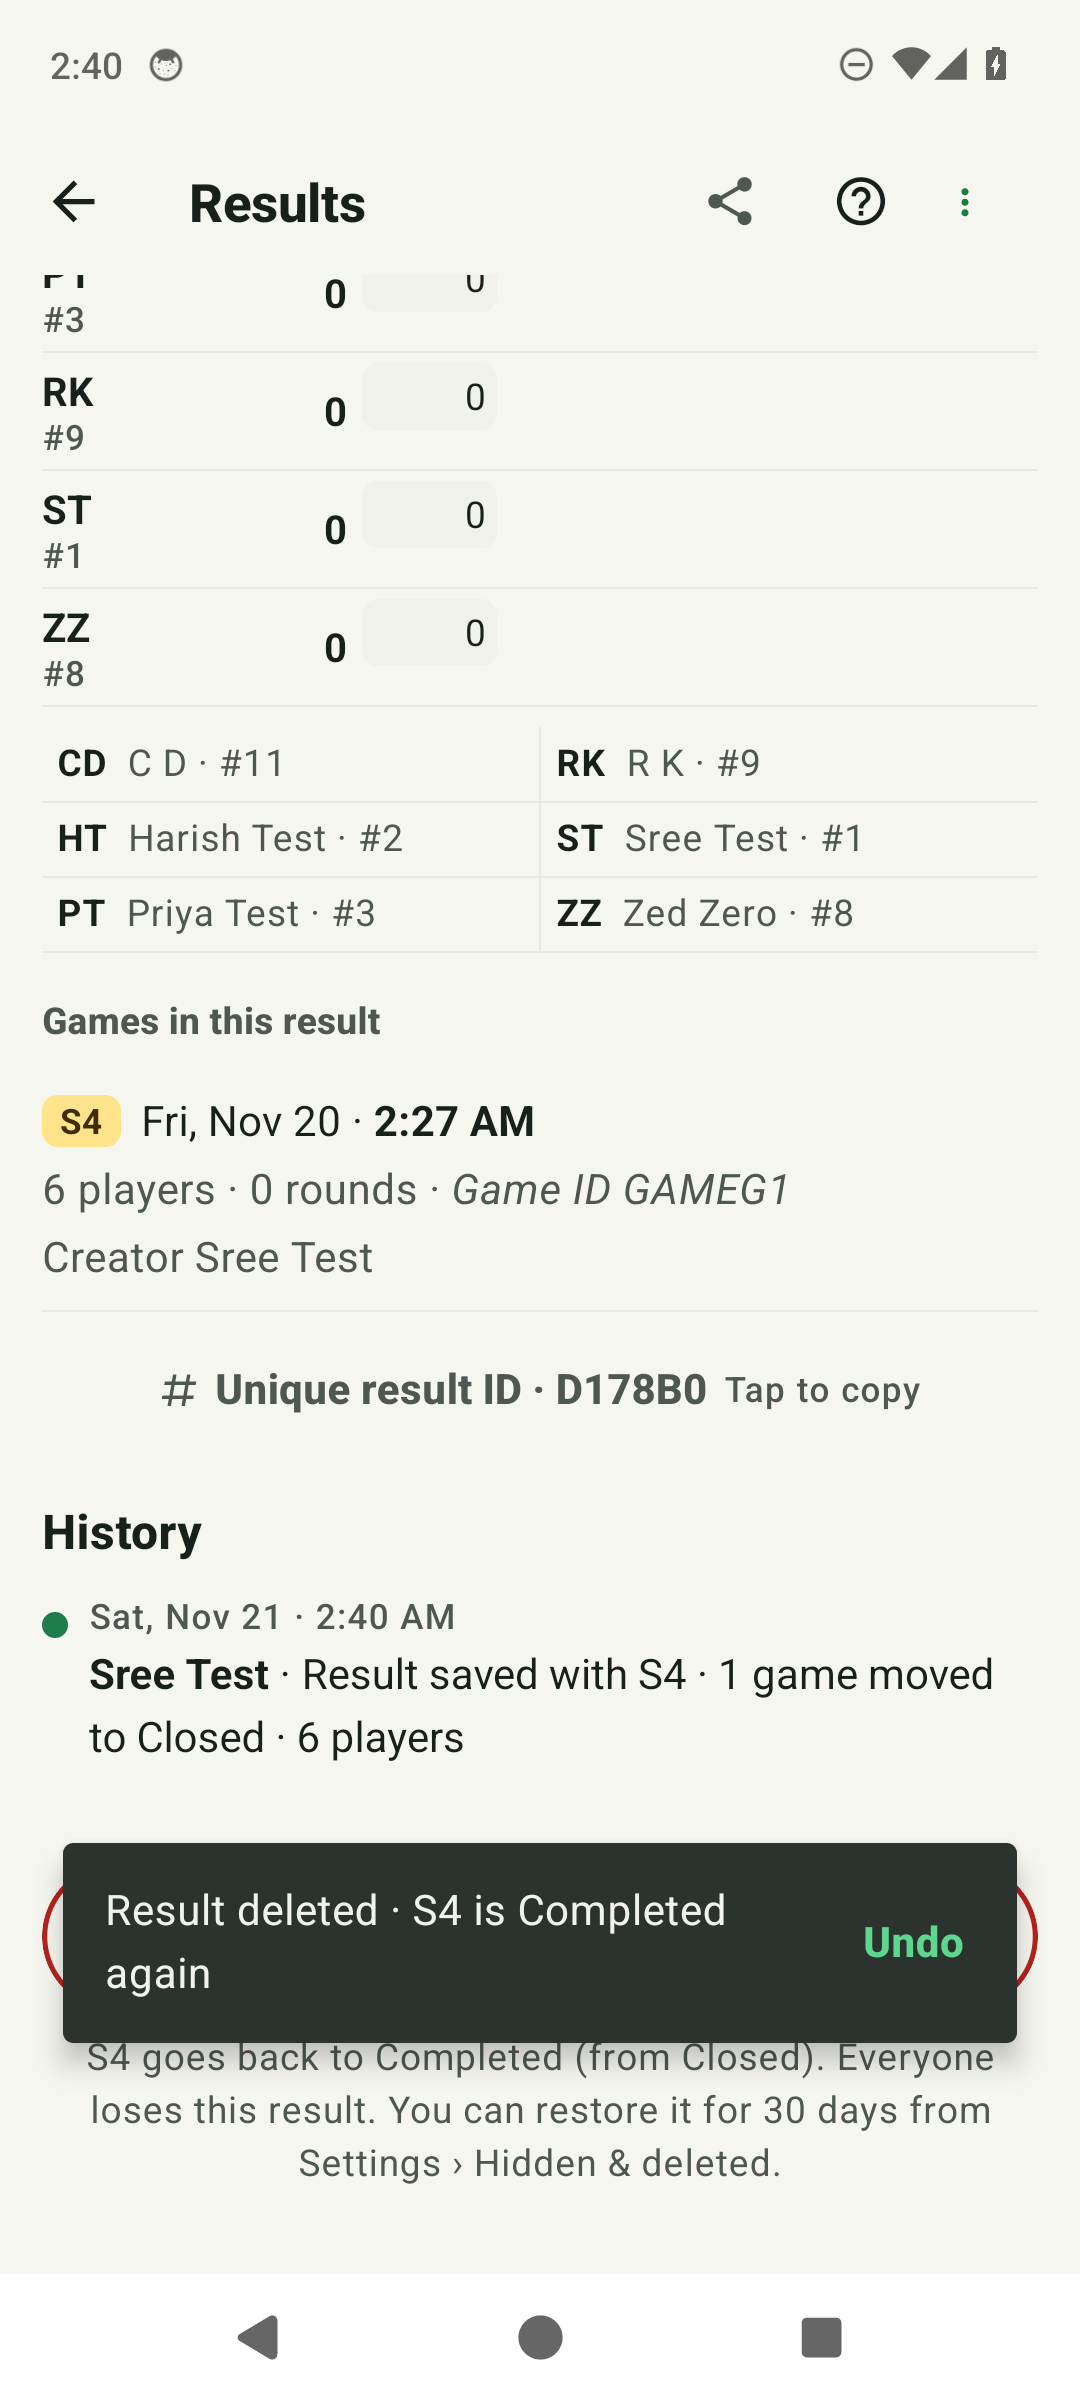 2:40
Results
PT
0
0
#3
RK
0
0
#9
ST
0
0
#1
ZZ
0
0
#8
CD C D · #11
RK R K · #9
HT Harish Test · #2
ST Sree Test · #1
PT Priya Test · #3
ZZ Zed Zero · #8
Games in this result
S4 Fri, Nov 20 · 2:27 AM
6 players · 0 rounds · Game ID GAMEG1
Creator Sree Test
# Unique result ID · D178B0 Tap to copy
History
Sat, Nov 21 · 2:40 AM
Sree Test · Result saved with S4 · 1 game moved
to Closed · 6 players
Result deleted · S4 is Completed
again
Undo
S4 goes back to Completed (from Closed). Everyone
loses this result. You can restore it for 30 days from
Settings › Hidden & deleted.